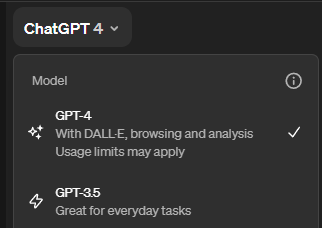 ChatGPT 4
Model
GPT-4
With DALL·E, browsing and analysis
Usage limits may apply
GPT-3.5
Great for everyday tasks